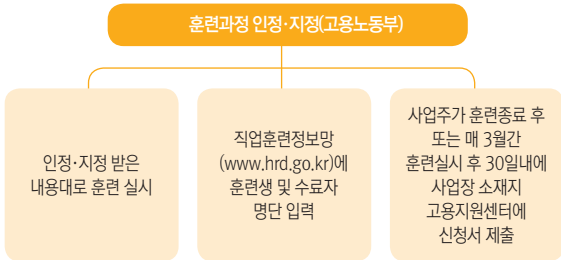 훈련과정 인정·지정(고용노동부)
인정·지정 받은
내용대로 훈련 실시
직업훈련정보망
(www.hrd.go.kr)에
훈련생 및 수료자
명단 입력
사업주가 훈련종료 후
또는 매 3월간
훈련실시 후 30일내에
사업장 소재지
고용지원센터에
신청서 제출